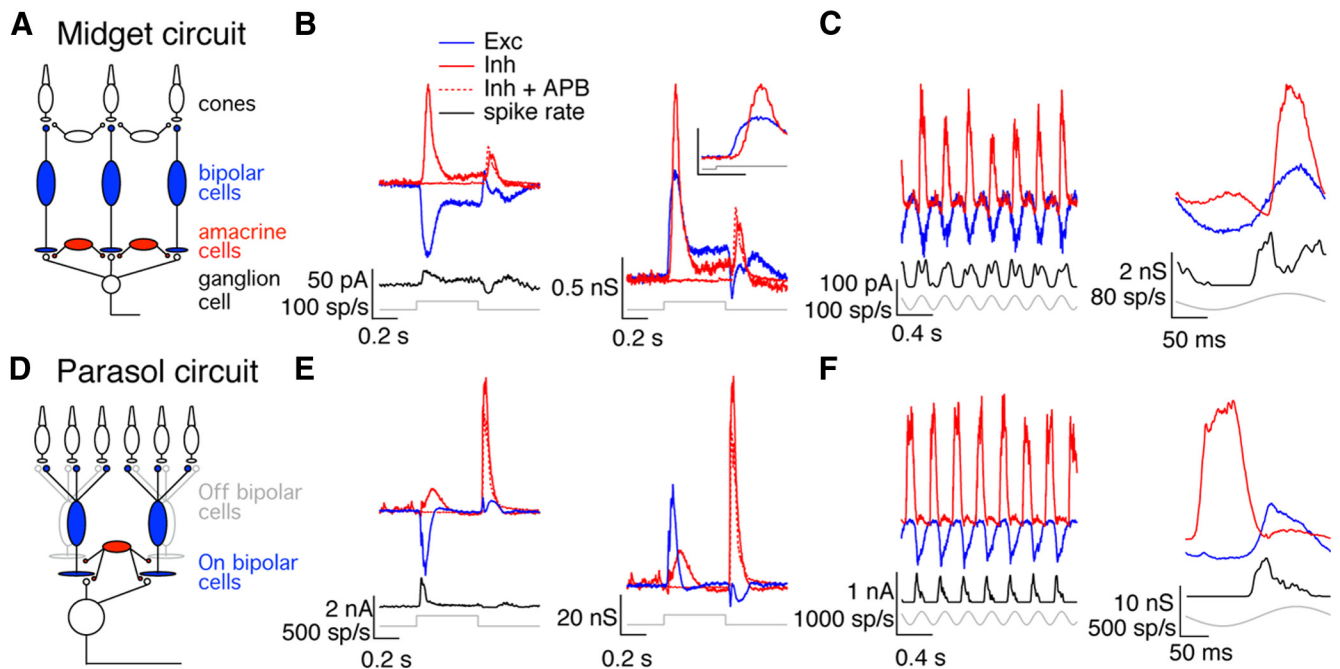 A
Midget circuit
cones
bipolar
cells
amacrine
cells
ganglion
cell
B
Exc
Inh
Inh + APB
spike rate
50 pA
100 sp/s
0.2 s
0.5 nS
0.2 s
C
100 pA
100 sp/s
0.4 s
2 nS
80 sp/s
50 ms
D
Parasol circuit
Off bipolar
cells
On bipolar
cells
E
2 nA
500 sp/s
0.2 s
20 nS
0.2 s
F
1 nA
1000 sp/s
0.4 s
10 nS
500 sp/s
50 ms